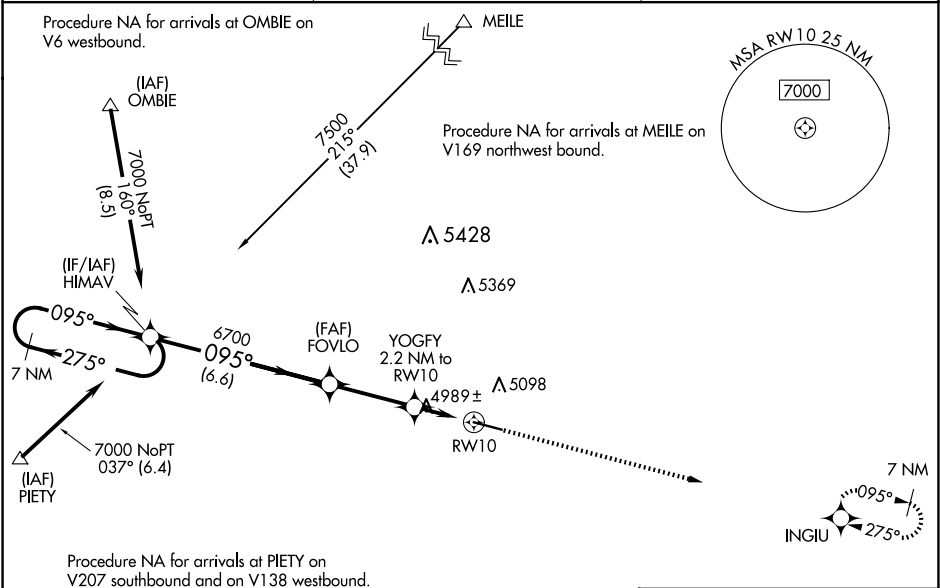 Procedure NA for arrivals at OMBIE on
V6 westbound.
MEILE
MSA RW10 25 NM
7000
(IAF)
OMBIE
7500
215°
(37.9)
Procedure NA for arrivals at MEILE on
V169 northwest bound.
7000 NoPT
160°
(8.5)
5428
5369
(IF/IAF)
HIMAV
095°
275°
7 NM
6700
095°
(6.6)
(FAF)
FOVLO
YOGFY
2.2 NM to
RW10
4989±
5098
RW10
7000 NoPT
037° (6.4)
(IAF)
PIETY
7 NM
095°
275°
INGIU
Procedure NA for arrivals at PIETY on
V207 southbound and on V138 westbound.